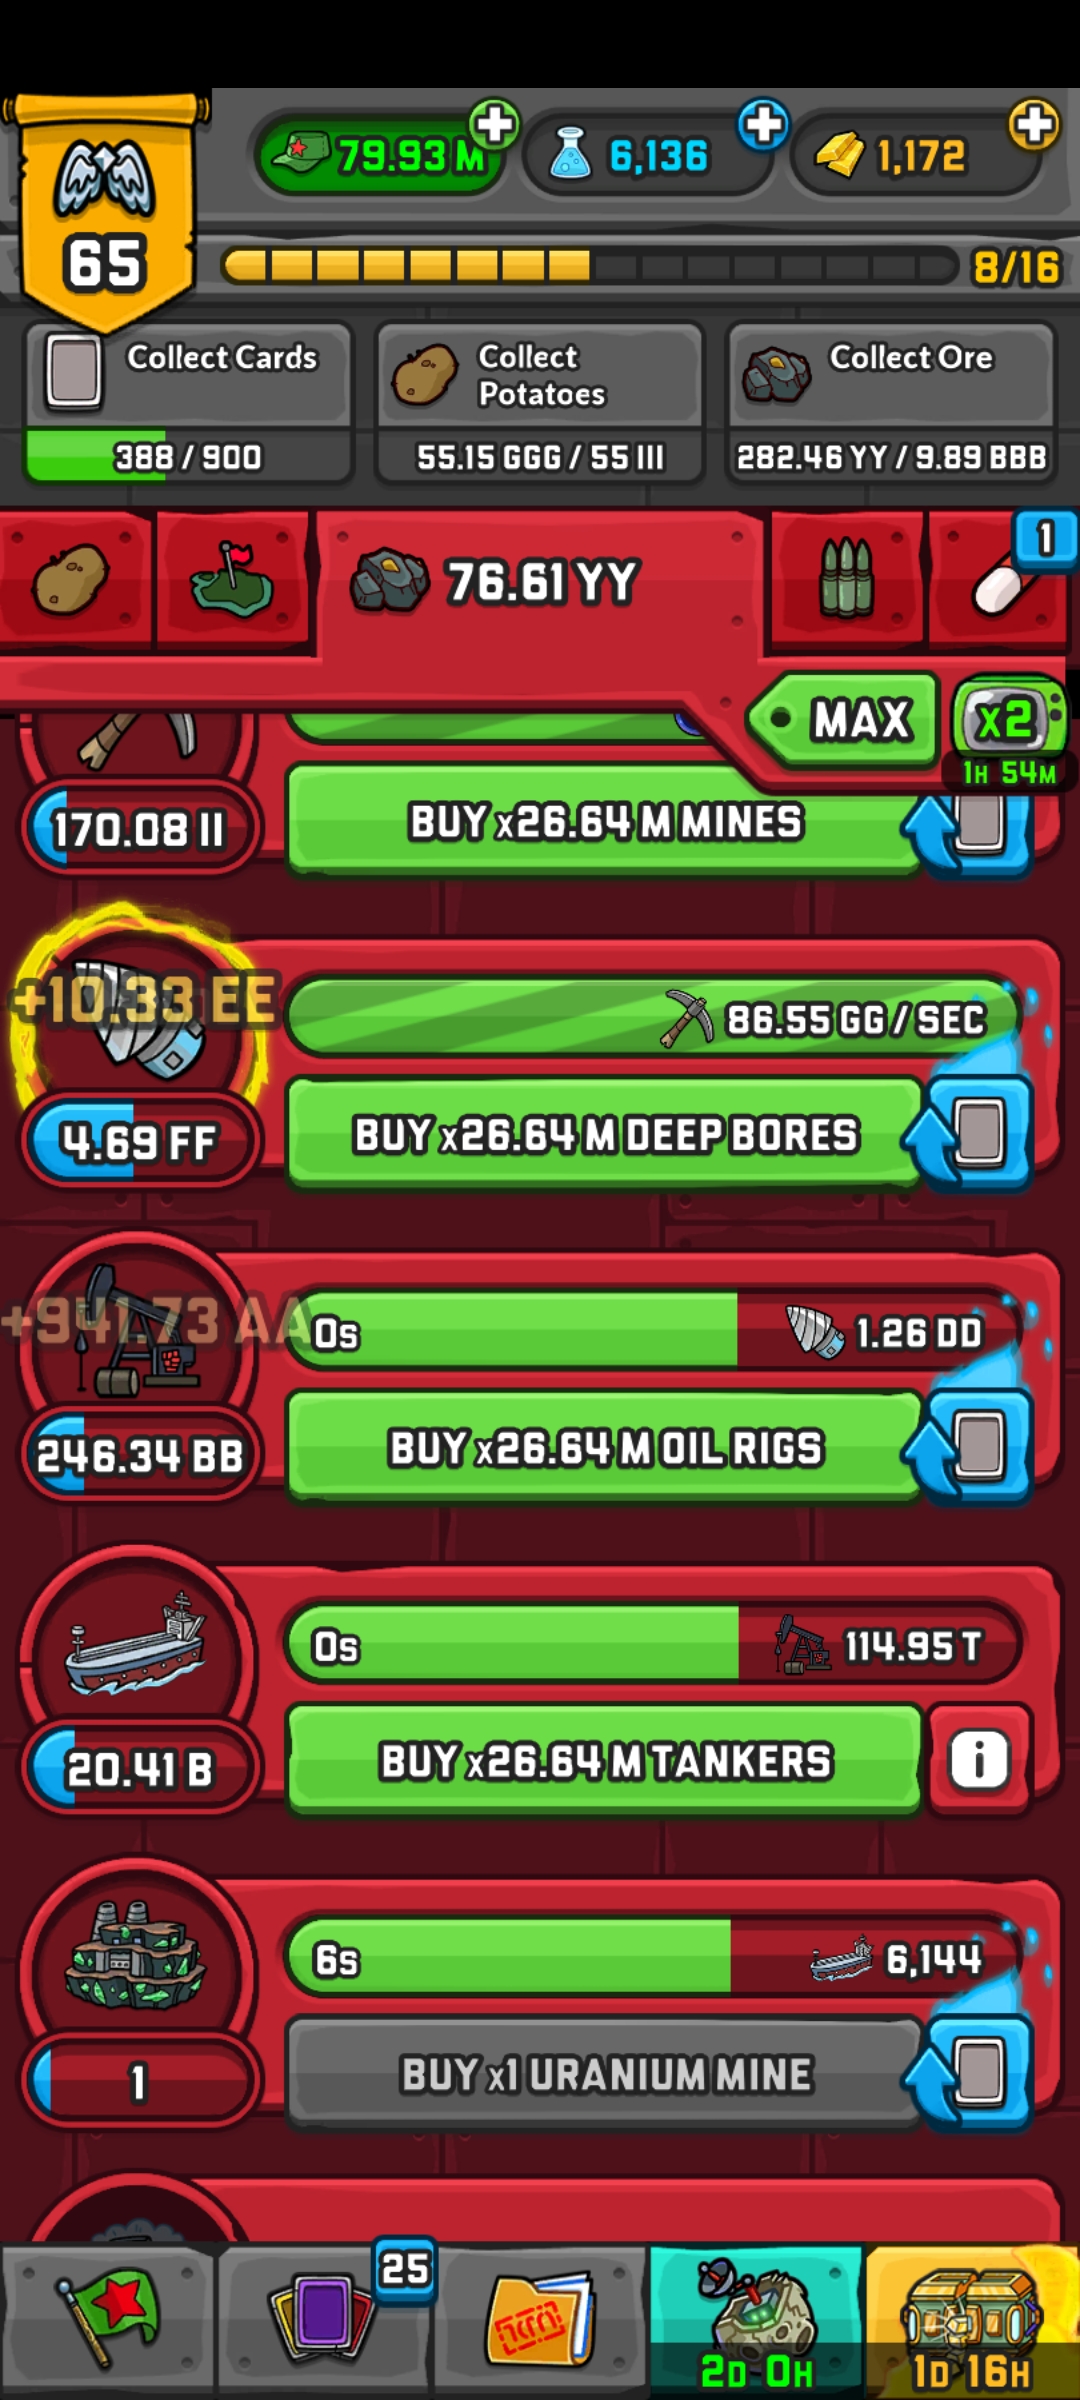 79.93 M
6,136
1,172
65
8/16
Collect Cards
388 / 900
Collect
Potatoes
55.15 GGG / 55 III
Collect Ore
282.46 YY / 9.89 BBB
76.61 YY
1
MAX
x2
1H 54M
170.08 II
BUY x26.64 M MINES
+10.33 EE
86.55 GG / SEC
4.69 FF
BUY x26.64 M DEEP BORES
+941.73 AA
0s
1.26 DD
246.34 BB
BUY x26.64 M OIL RIGS
0s
114.95 T
20.41 B
BUY x26.64 M TANKERS
i
6s
6,144
1
BUY x1 URANIUM MINE
25
2D 0H
1D 16H